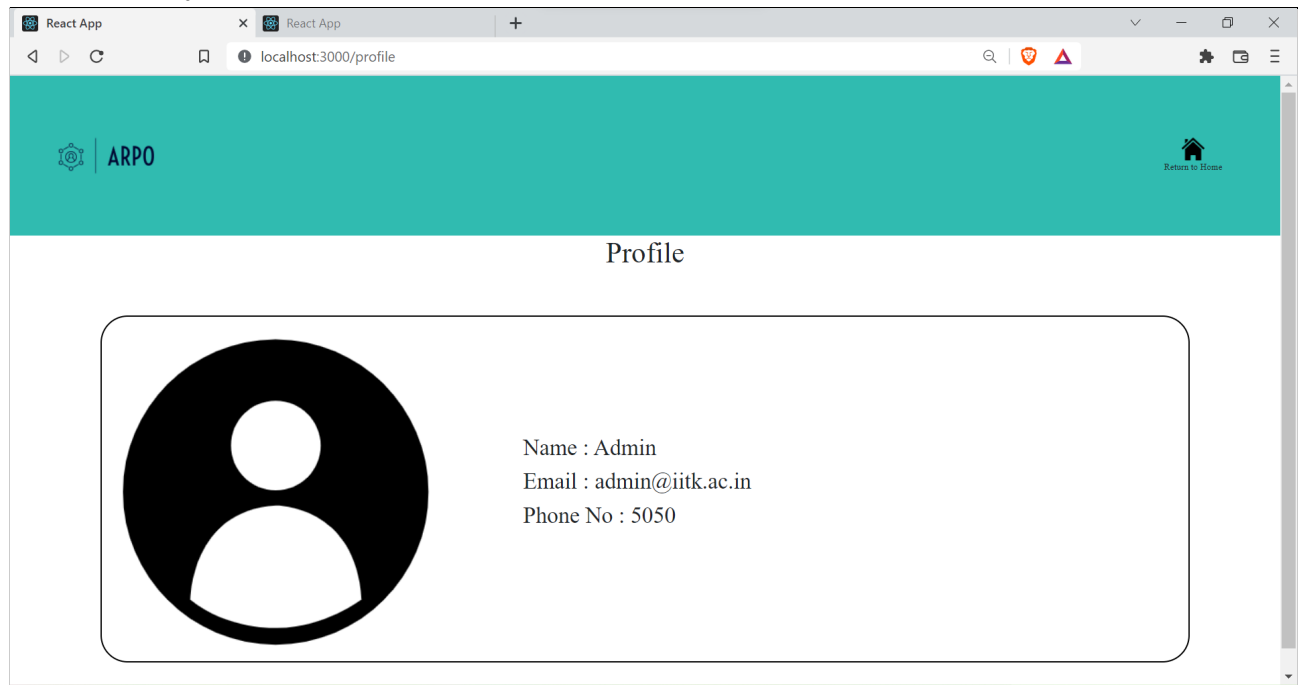 React App
React App
localhost:3000/profile
ARPO
Return to Home
Profile
Name : Admin
Email : admin@iitk.ac.in
Phone No : 5050